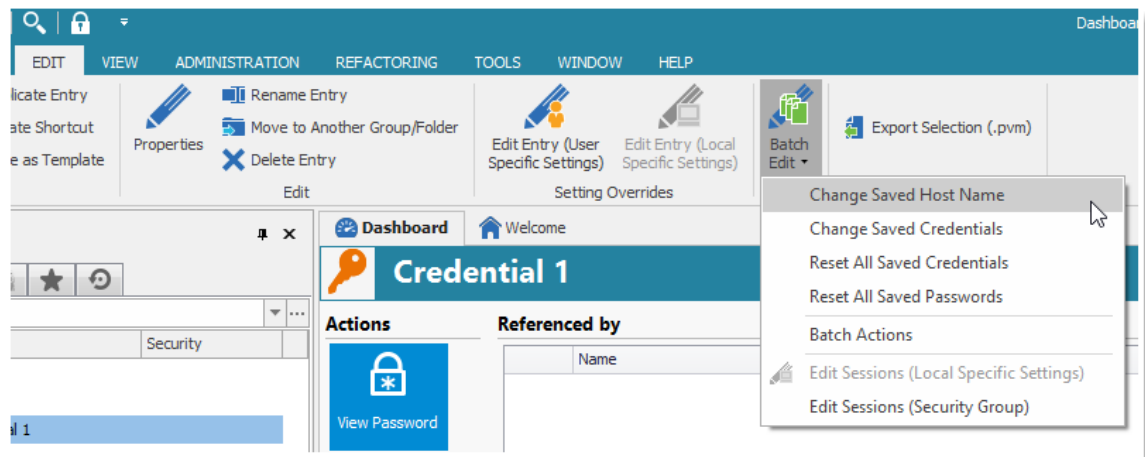 Dashboar
EDIT VIEW ADMINISTRATION REFACTORING TOOLS WINDOW HELP
licate Entry
ate Shortcut
e as Template
Properties
Rename Entry
Move to Another Group/Folder
Delete Entry
Edit
Edit Entry (User
Specific Settings)
Edit Entry (Local
Specific Settings)
Setting Overrides
Batch
Edit
Export Selection (.pvm)
Change Saved Host Name
Change Saved Credentials
Reset All Saved Credentials
Reset All Saved Passwords
Batch Actions
Edit Sessions (Local Specific Settings)
Edit Sessions (Security Group)
Dashboard Welcome
Credential 1
Actions
Referenced by
Security
Name
View Password
al 1